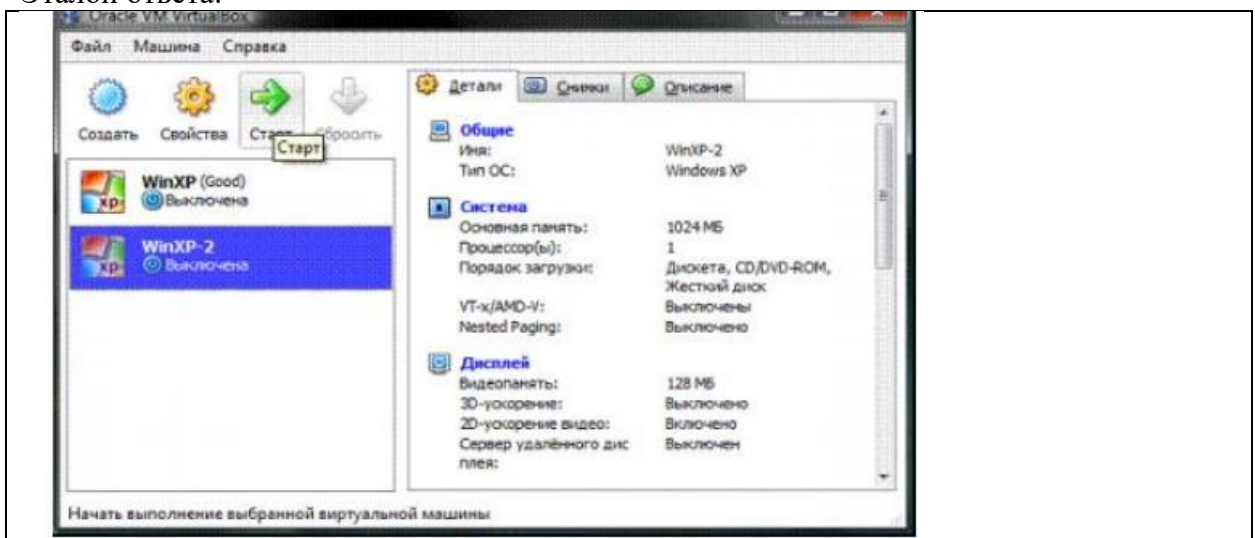 Эталон ответа:
Oracle VM VirtualBox
Файл Машина Справка
Создать Свойства Старт Сбросить
Старт
WinXP (Good)
Выключена
WinXP-2
Выключена
Детали Снимки Описание
Общие
Имя: WinXP-2
Тип ОС: Windows XP
Система
Основная память: 1024 МБ
Процессор(ы): 1
Порядок загрузки: Дискета, CD/DVD-ROM,
Жесткий диск
VT-x/AMD-V: Выключены
Nested Paging: Выключено
Дисплей
Видеопамять: 128 МБ
3D-ускорение: Выключено
2D-ускорение видео: Включено
Сервер удалённого дис Выключен
плея:
Начать выполнение выбранной виртуальной машины